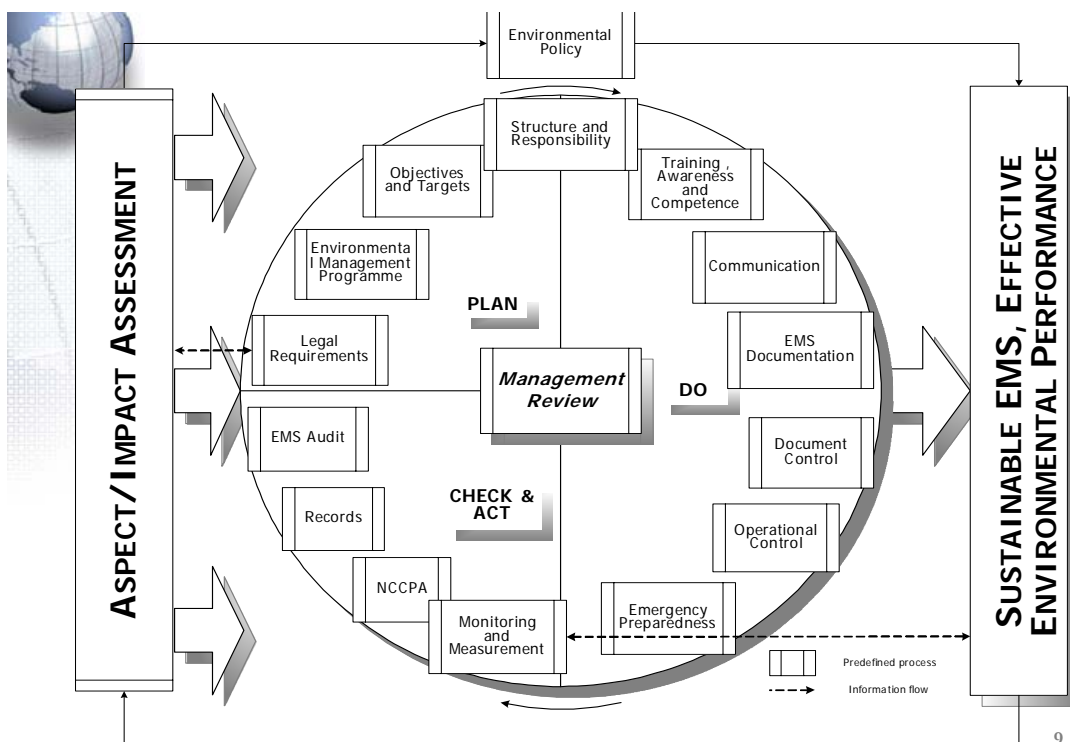 Environmental
Policy
Structure and
Responsibility
Objectives
and Targets
Training ,
Awareness
and
Competence
Environmenta
l Management
Programme
Communication
PLAN
Legal
Requirements
EMS
Documentation
Management
Review
DO
EMS Audit
Document
Control
CHECK &
ACT
Records
Operational
Control
NCCPA
Monitoring
and
Measurement
Emergency
Preparedness
ASPECT/IMPACT ASSESSMENT
SUSTAINABLE EMS, EFFECTIVE
ENVIRONMENTAL PERFORMANCE
Predefined process
Information flow
9